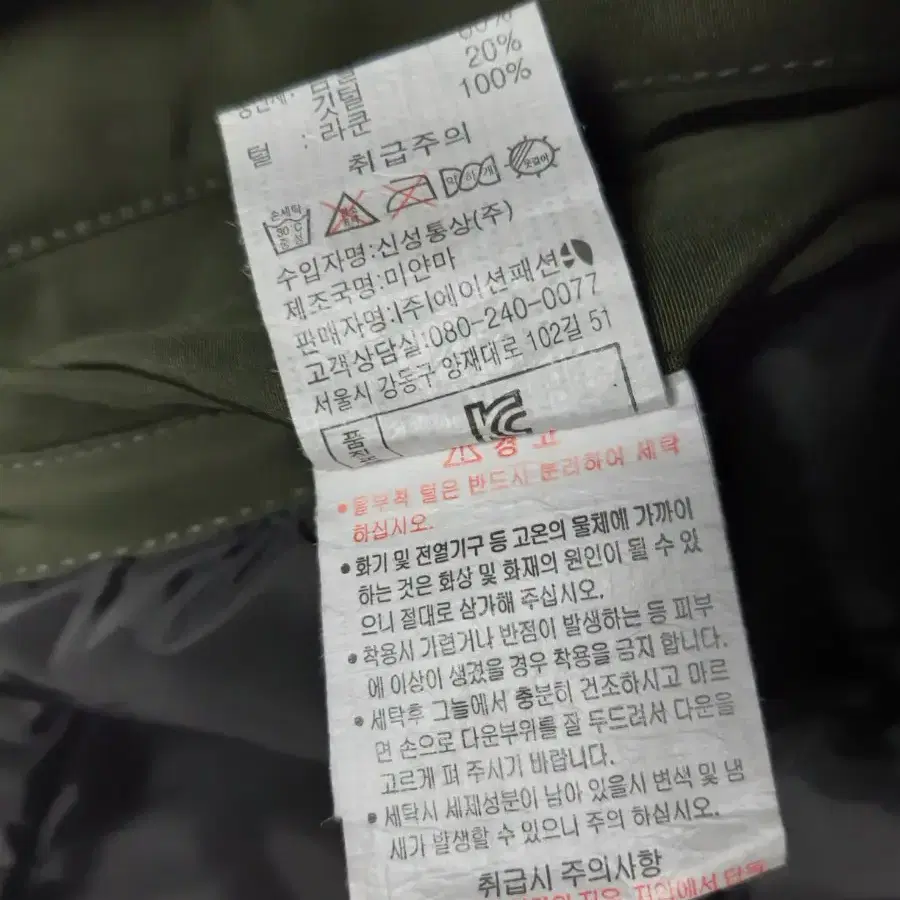 20%
깃털
100%
털 : 라쿤
취급주의
손세탁
30℃
중성
약하게
옷걸이
수입자명:신성통상(주)
제조국명:미얀마
판매자명:(주)에이션패션
고객상담실:080-240-0077
서울시 강동구 양재대로 102길 51
품
경고
털은 반드시 분리하여 세탁
하십시오.
• 화기 및 전열기구 등 고온의 물체에 가까이
하는 것은 화상 및 화재의 원인이 될 수 있
으니 절대로 삼가해 주십시오.
• 착용시 가렵거나 반점이 발생하는 등 피부
에 이상이 생겼을 경우 착용을 금지 합니다.
• 세탁후 그늘에서 충분히 건조하시고 마르
면 손으로 다운부위를 잘 두드려서 다운을
고르게 펴 주시기 바랍니다.
• 세탁시 세제성분이 남아 있을시 변색 및 냄
새가 발생할 수 있으니 주의 하십시오.
취급시 주의사항